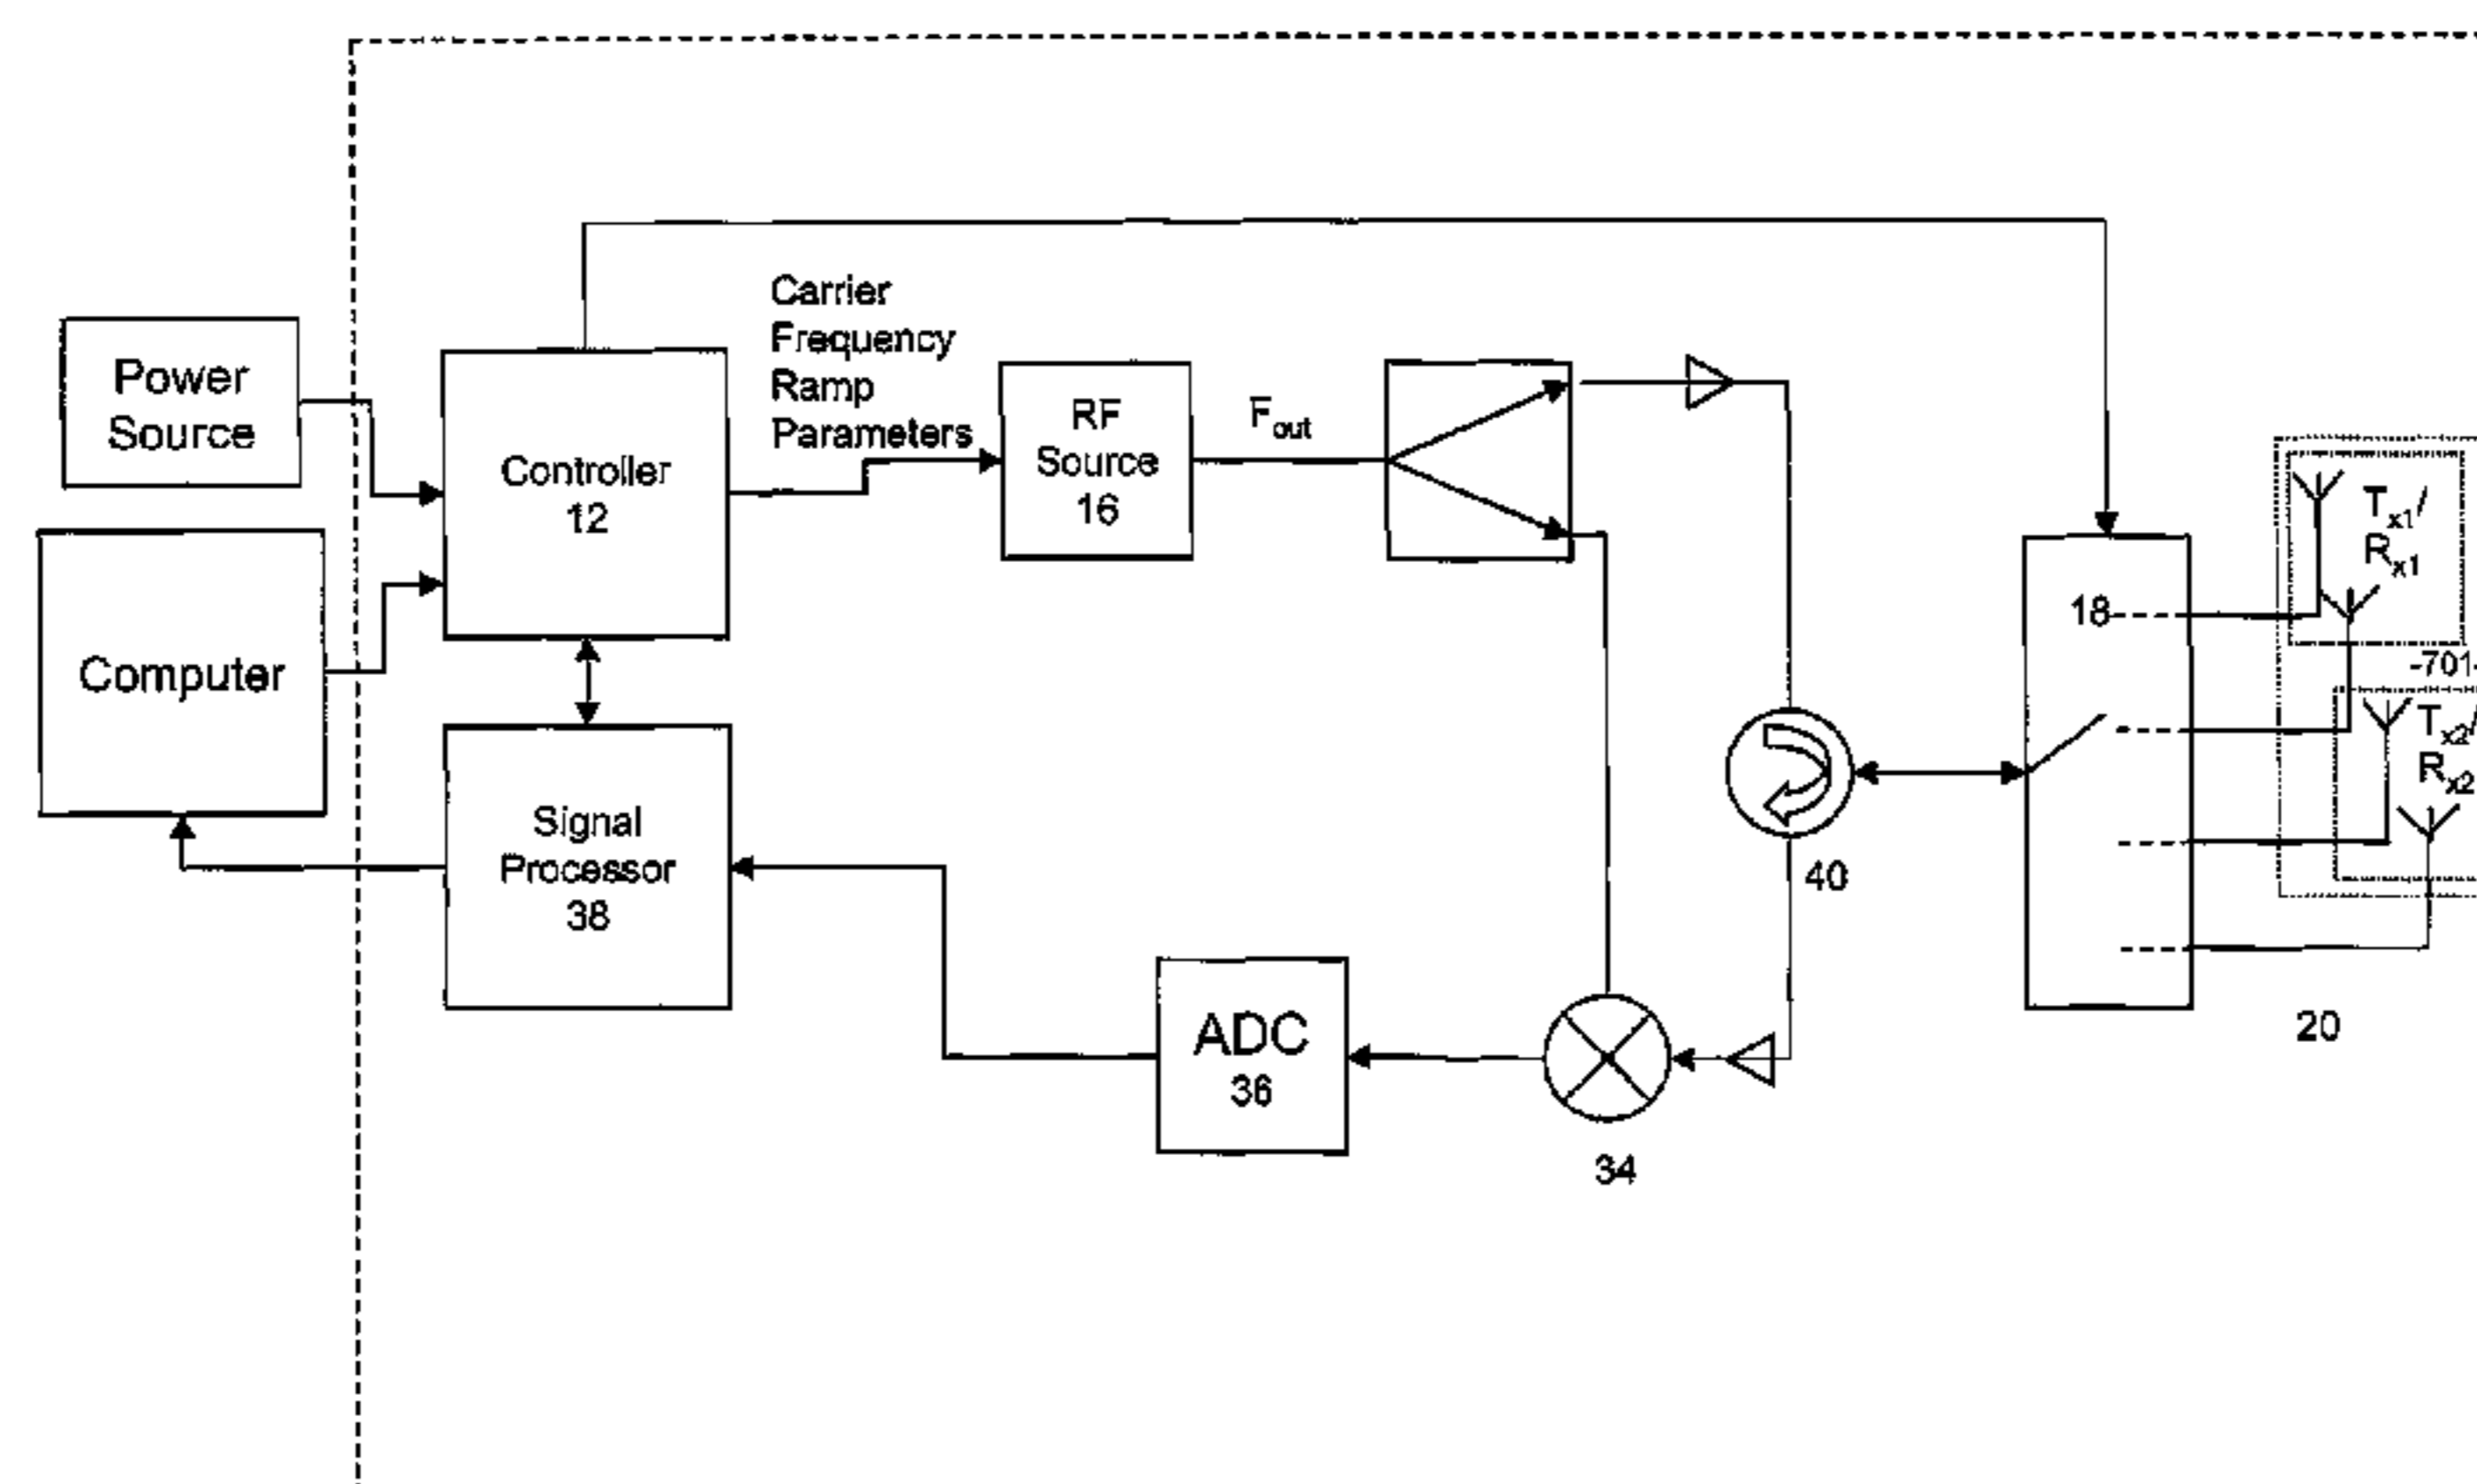 Power
Source
Computer
Controller
12
Carrier
Frequency
Ramp
Parameters
RF
Source
16
Fout
Signal
Processor
38
ADC
36
34
40
18
20
Tx1/
Rx1
-701-
Tx2/
Rx2